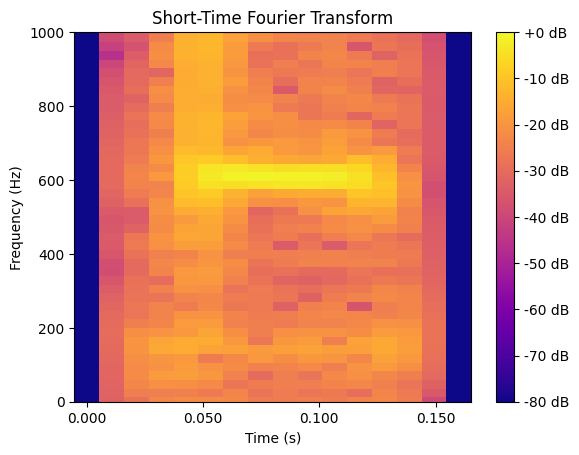 Short-Time Fourier Transform
1000
800
600
400
200
0
Frequency (Hz)
0.000
0.050
0.100
0.150
Time (s)
+0 dB
-10 dB
-20 dB
-30 dB
-40 dB
-50 dB
-60 dB
-70 dB
-80 dB